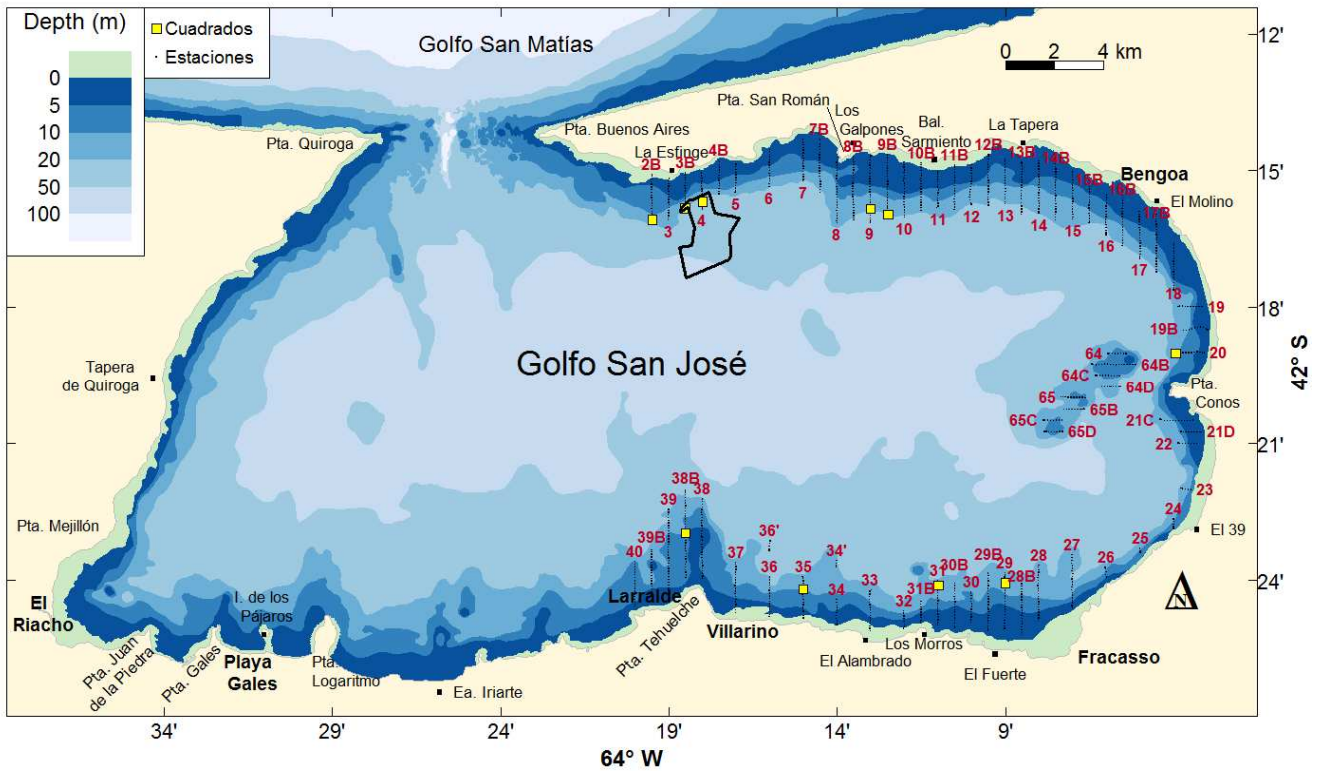 Depth (m)
0
5
10
20
50
100
Cuadrados
Estaciones
Golfo San Matías
0 2 4 km
12'
15'
18'
21'
24'
42° S
Pta. Quiroga
Pta. Buenos Aires
La Esfinge
Pta. San Román
Los
Galpones
Bal.
Sarmiento
La Tapera
Bengoa
El Molino
2B
3B
4B
7B
8B
9B
10B
11B
12B
13B
14B
15B
16B
17B
3
4
5
6
7
8
9
10
11
12
13
14
15
16
17
18
19
19B
20
64
64B
64C
64D
65
65B
65C
65D
Pta.
Conos
21C
21D
22
23
24
El 39
Golfo San José
Tapera
de Quiroga
Pta. Mejillón
38B
38
39
39B
40
37
36'
36
35
34'
34
33
32
31B
31
30B
30
29B
29
28B
28
27
26
25
El
Riacho
Pta. Juan
de la Piedra
Pta. Gales
I. de los
Pájaros
Playa
Gales
Pta.
Logaritmo
Ea. Iriarte
Larralde
Pta. Tehuelche
Villarino
El Alambrado
Los Morros
El Fuerte
Fracasso
N
34'
24'
19'
14'
9'
64° W